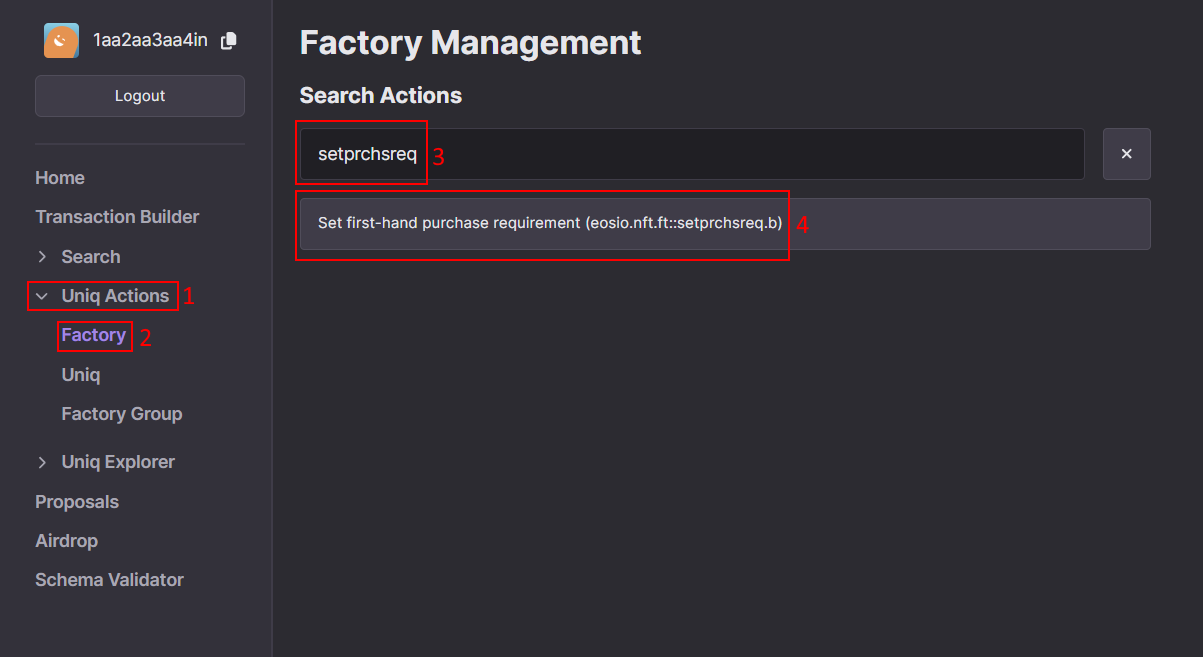 1aa2aa3aa4in
Logout
Home
Transaction Builder
Search
Uniq Actions 1
Factory 2
Uniq
Factory Group
Uniq Explorer
Proposals
Airdrop
Schema Validator
Factory Management
Search Actions
setprchsreq 3
Set first-hand purchase requirement (eosio.nft.ft::setprchsreq.b) 4